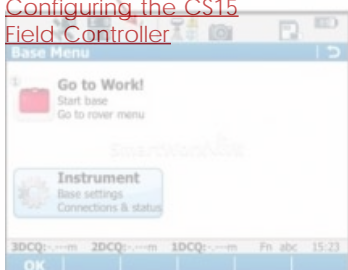 Configuring the CS15
Field Controller
Base Menu
Go to Work!
Start base
Go to rover menu
SmartWorx Viva
Instrument
Base settings
Connections & status
3DCQ:-.---m 2DCQ:-.---m 1DCQ:-.---m Fn abc 15:23
OK